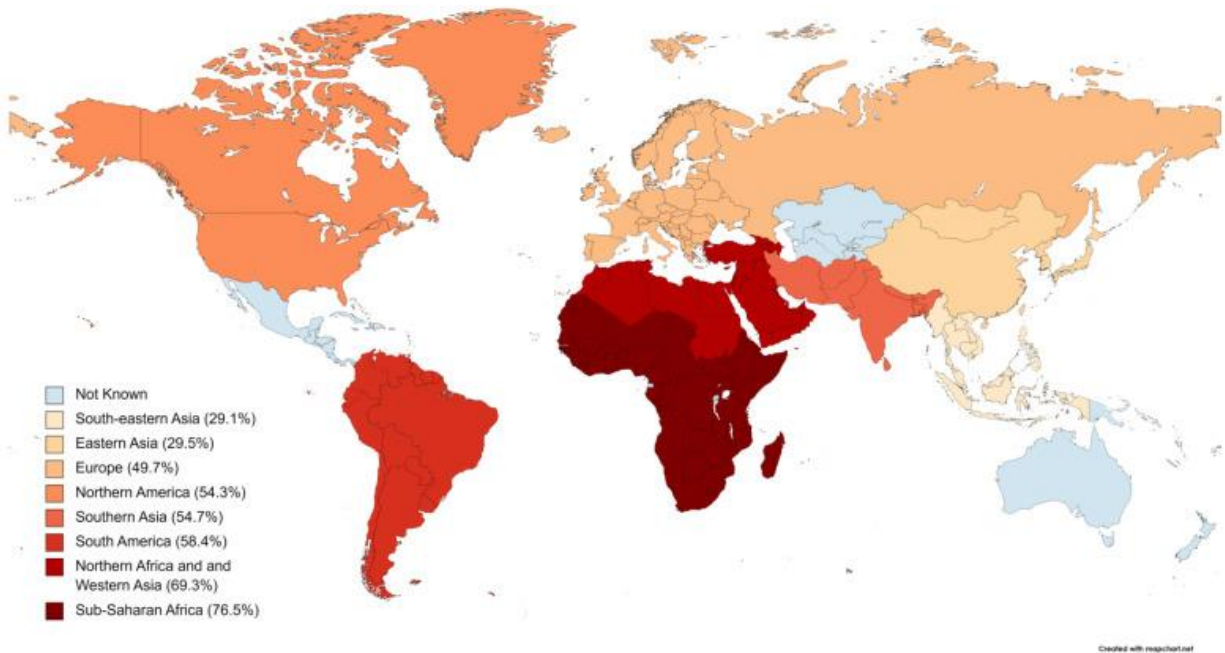 Not Known
South-eastern Asia (29.1%)
Eastern Asia (29.5%)
Europe (49.7%)
Northern America (54.3%)
Southern Asia (54.7%)
South America (58.4%)
Northern Africa and and
Western Asia (69.3%)
Sub-Saharan Africa (76.5%)
Created with mapchart.net